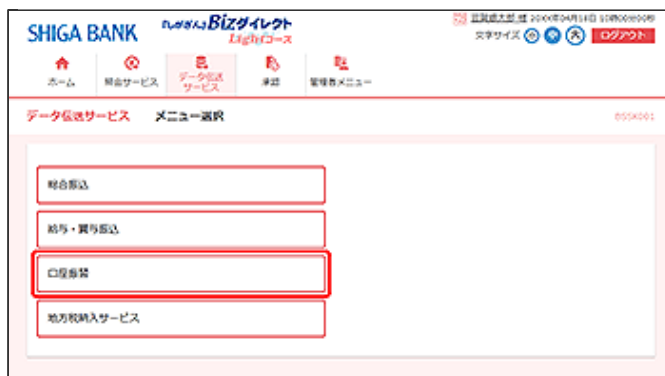 SHIGA BANK
『しがぎん』Bizダイレクト
Lightコース
文字サイズ 小 中 大 ログアウト
ホーム 照会サービス データ伝送サービス 承認 管理者メニュー
データ伝送サービス メニュー選択
BSSK001
総合振込
給与・賞与振込
口座振替
地方税納入サービス